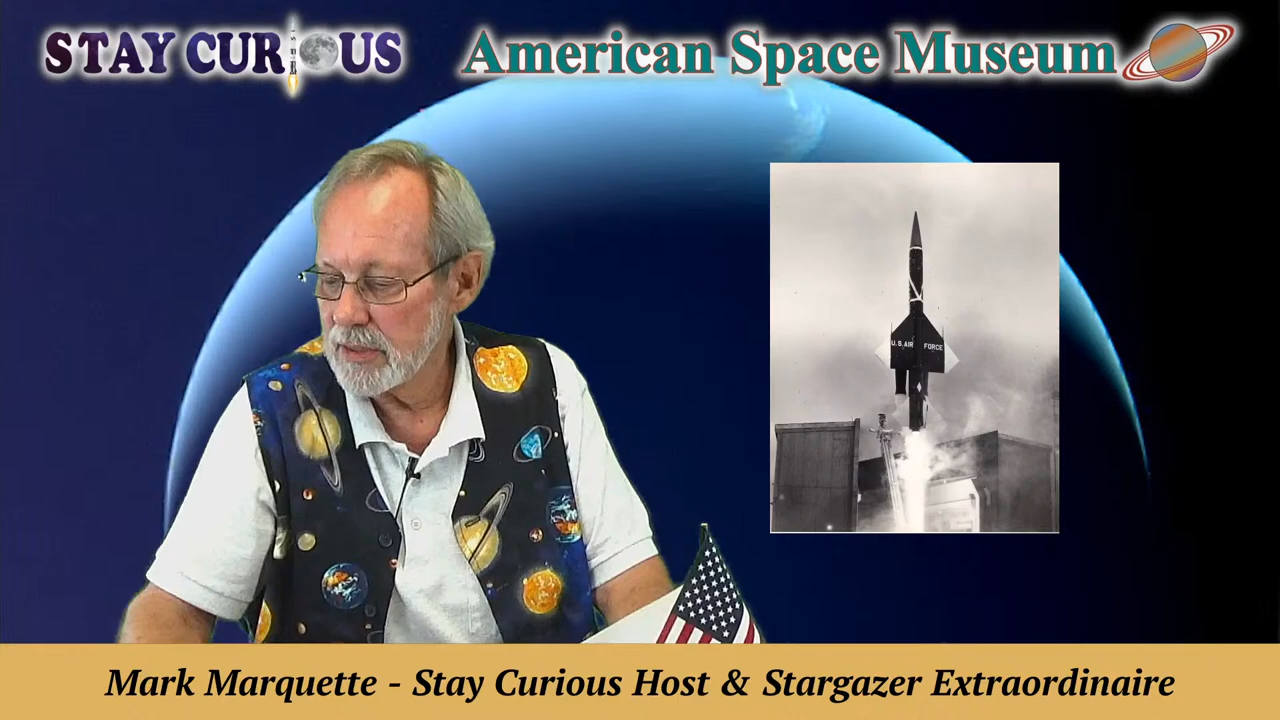 STAY CURIOUS American Space Museum
U.S. AIR FORCE
Mark Marquette - Stay Curious Host & Stargazer Extraordinaire